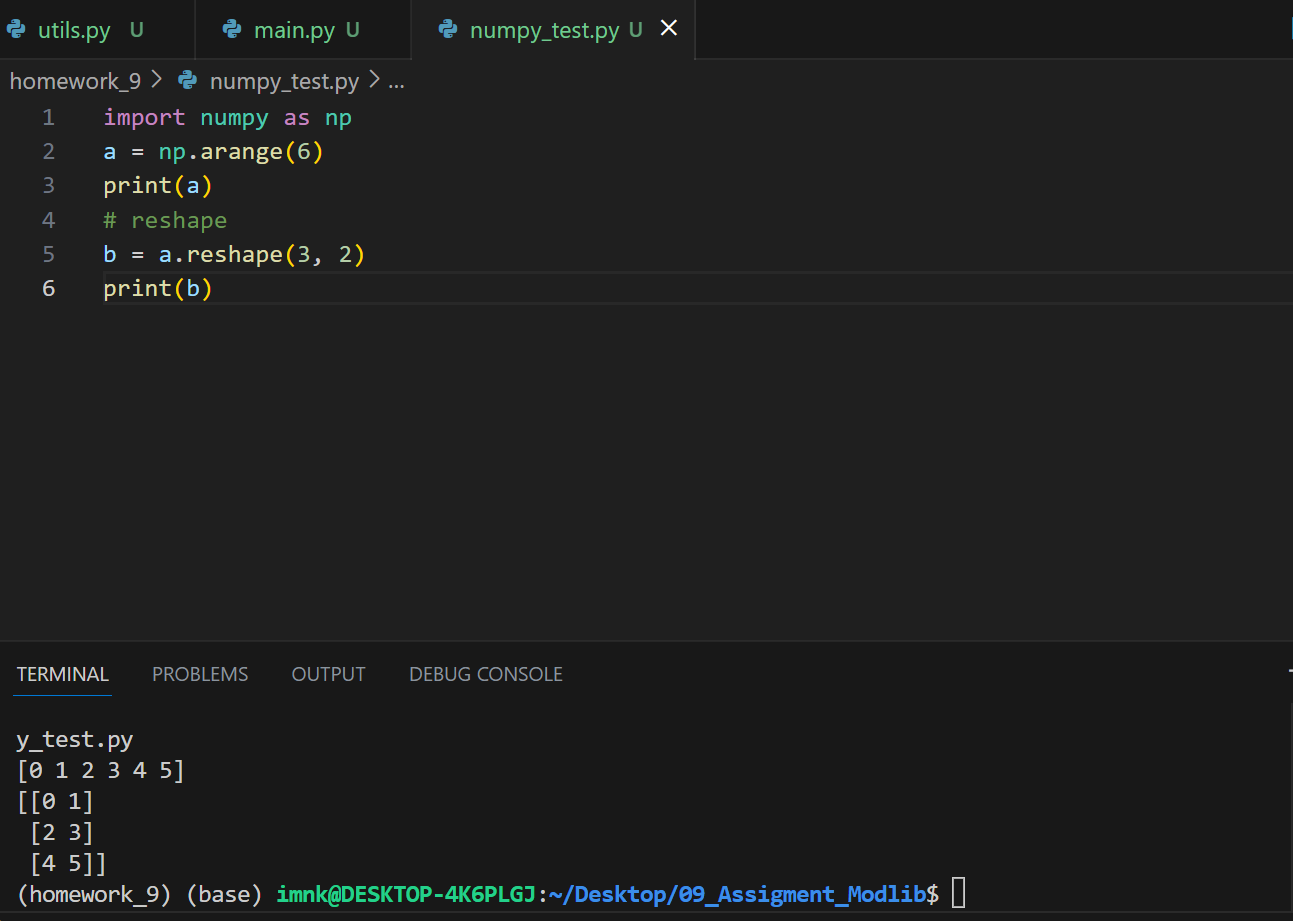 utils.py U main.py U numpy_test.py U
homework_9 > numpy_test.py > ...
1 import numpy as np
2 a = np.arange(6)
3 print(a)
4 # reshape
5 b = a.reshape(3, 2)
6 print(b)
TERMINAL PROBLEMS OUTPUT DEBUG CONSOLE
y_test.py
[0 1 2 3 4 5]
[[0 1]
 [2 3]
 [4 5]]
(homework_9) (base) imnk@DESKTOP-4K6PLGJ:~/Desktop/09_Assigment_Modlib$